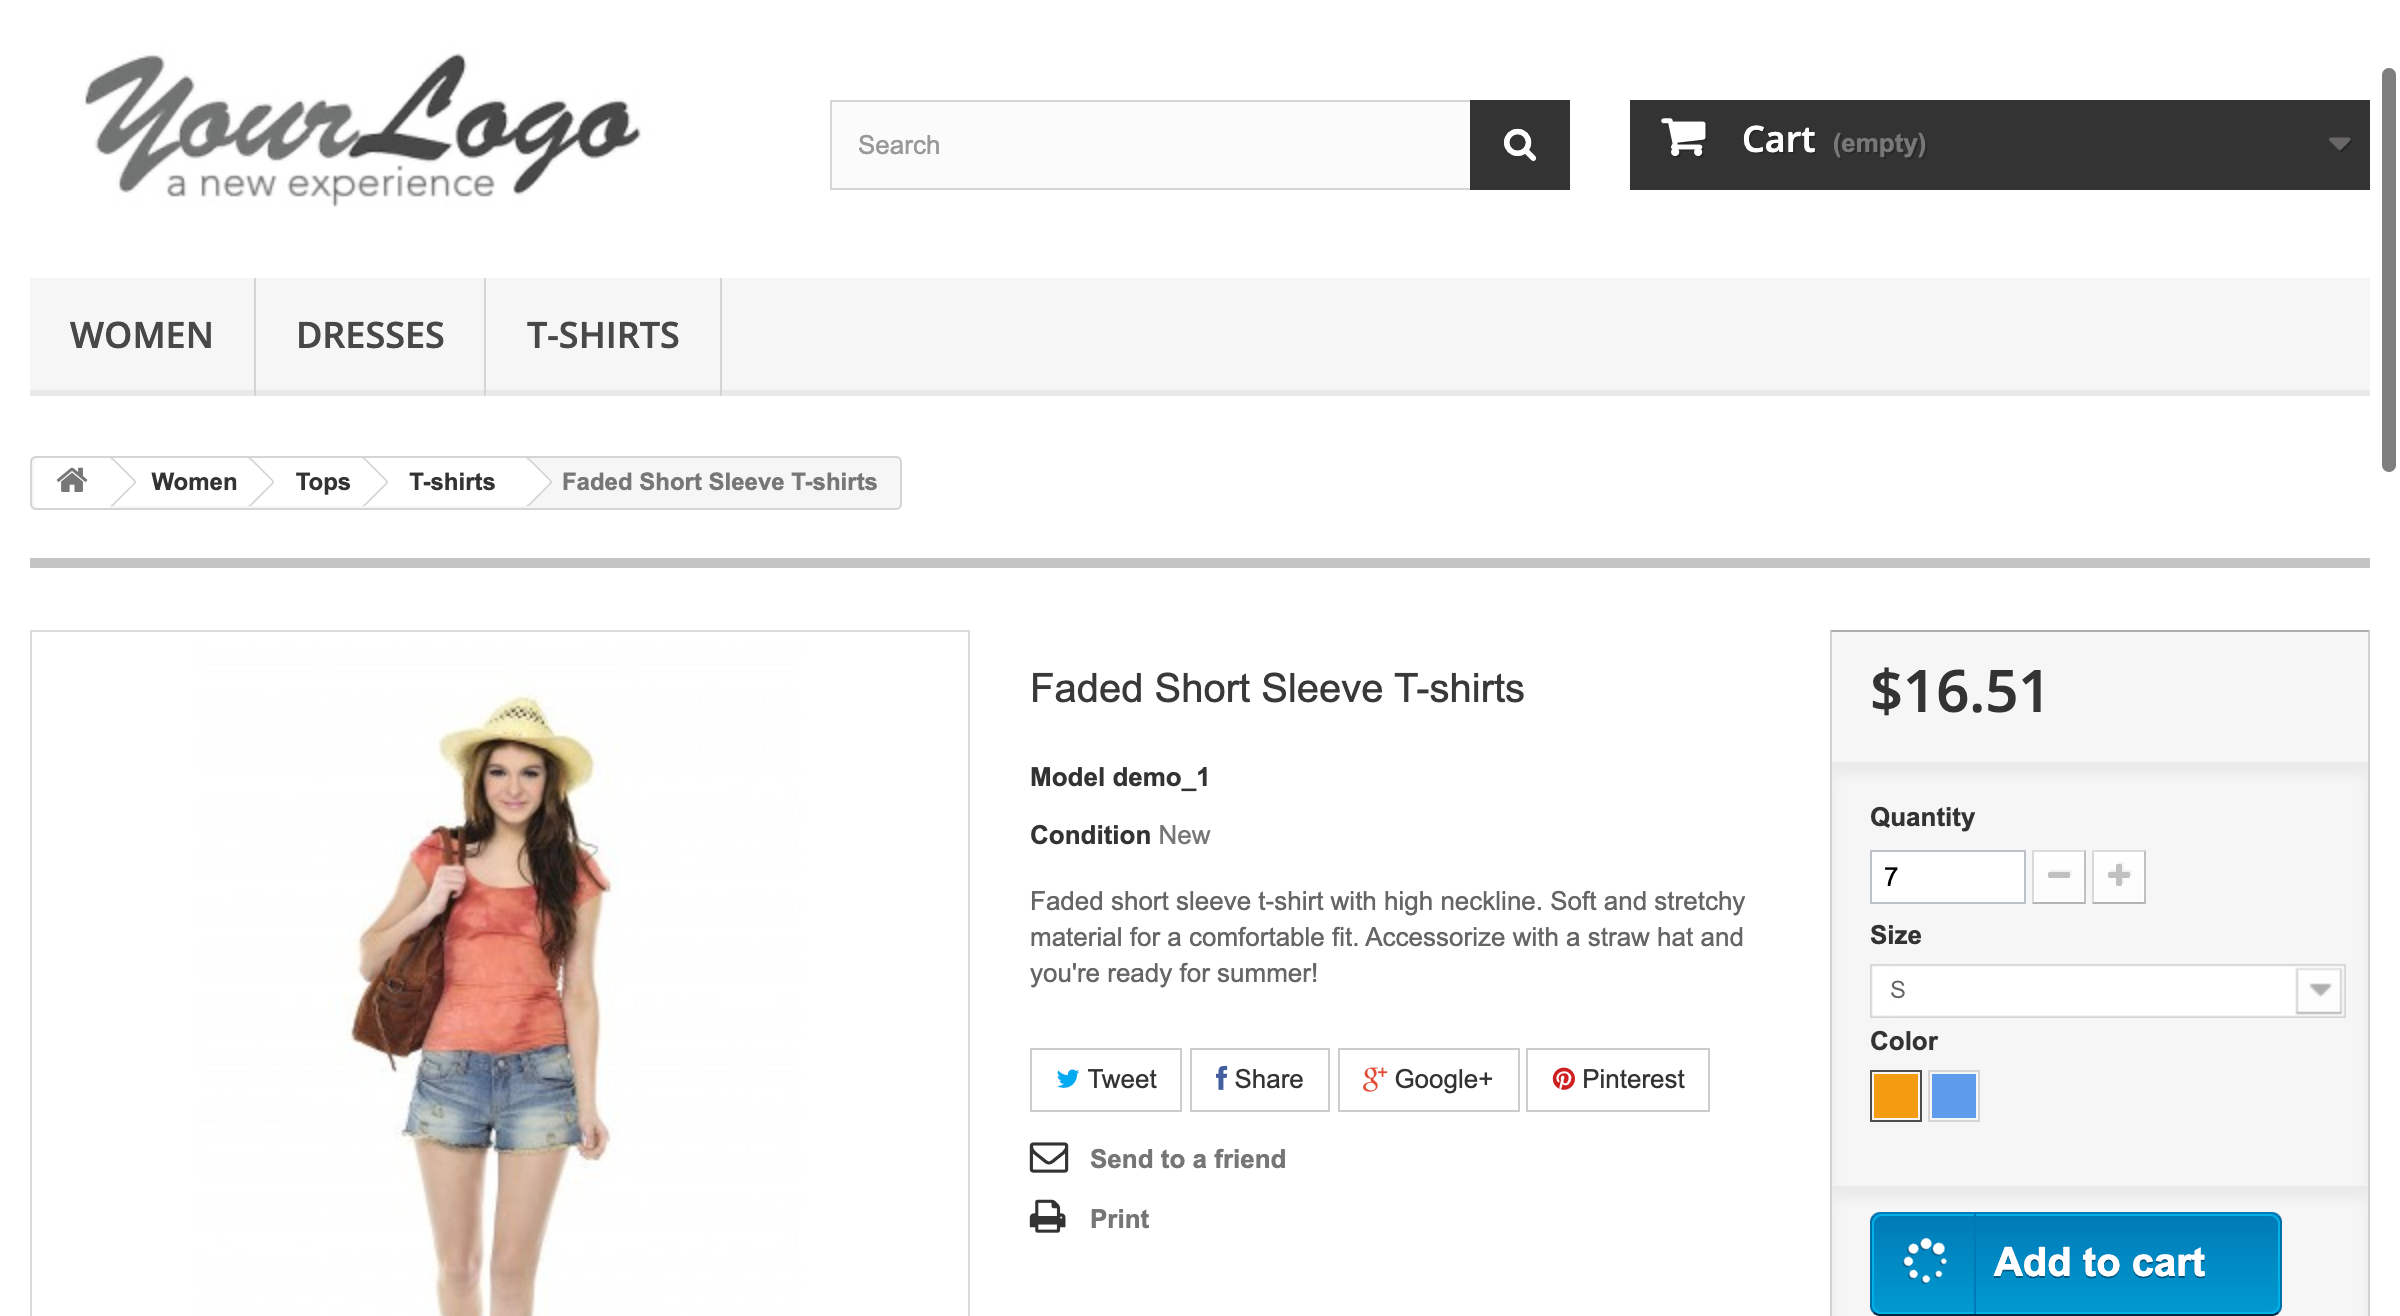 YourLogo
a new experience
Search
Cart (empty)
WOMEN DRESSES T-SHIRTS
Women Tops T-shirts Faded Short Sleeve T-shirts
Faded Short Sleeve T-shirts
Model demo_1
Condition New
Faded short sleeve t-shirt with high neckline. Soft and stretchy
material for a comfortable fit. Accessorize with a straw hat and
you're ready for summer!
Tweet Share Google+ Pinterest
Send to a friend
Print
$16.51
Quantity
7
Size
S
Color
Add to cart